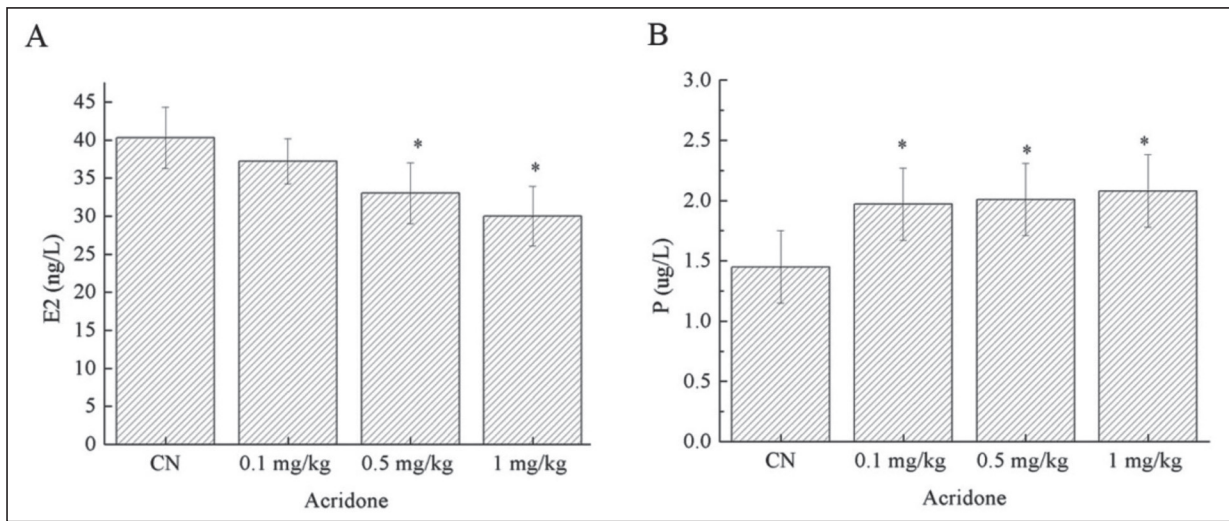 A
45
40
35
30
25
20
15
10
5
0
E2 (ng/L)
*
*
CN
0.1 mg/kg
0.5 mg/kg
1 mg/kg
Acridone
B
3.0
2.5
2.0
1.5
1.0
0.5
0.0
P (ug/L)
*
*
*
CN
0.1 mg/kg
0.5 mg/kg
1 mg/kg
Acridone